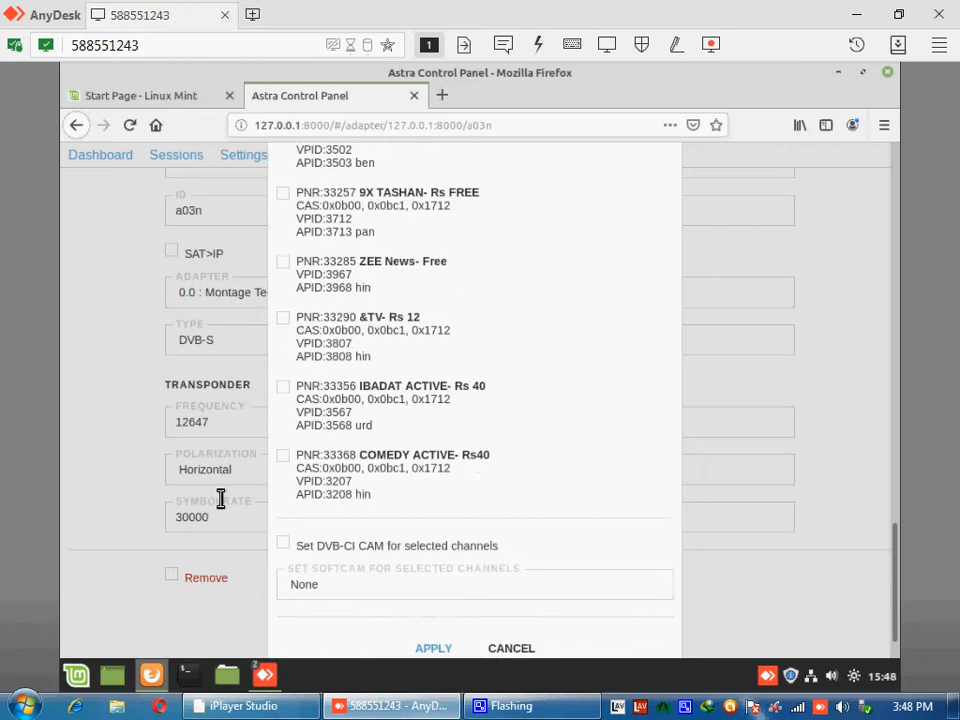 AnyDesk
588551243
588551243
1
Astra Control Panel - Mozilla Firefox
Start Page - Linux Mint
Astra Control Panel
127.0.0.1:8000/#/adapter/127.0.0.1:8000/a03n
Dashboard
Sessions
Settings
VPID:3502
APID:3503 ben
PNR:33257 9X TASHAN- Rs FREE
CAS:0x0b00, 0x0bc1, 0x1712
VPID:3712
APID:3713 pan
PNR:33285 ZEE News- Free
VPID:3967
APID:3968 hin
PNR:33290 &TV- Rs 12
CAS:0x0b00, 0x0bc1, 0x1712
VPID:3807
APID:3808 hin
PNR:33356 IBADAT ACTIVE- Rs 40
CAS:0x0b00, 0x0bc1, 0x1712
VPID:3567
APID:3568 urd
PNR:33368 COMEDY ACTIVE- Rs40
CAS:0x0b00, 0x0bc1, 0x1712
VPID:3207
APID:3208 hin
Set DVB-CI CAM for selected channels
SET SOFTCAM FOR SELECTED CHANNELS
None
APPLY
CANCEL
ID
a03n
SAT>IP
ADAPTER
0.0 : Montage Te
TYPE
DVB-S
TRANSPONDER
FREQUENCY
12647
POLARIZATION
Horizontal
SYMBOLRATE
30000
Remove
2
15:48
iPlayer Studio
588551243 - AnyD...
Flashing
LAV
LAV
3:48 PM